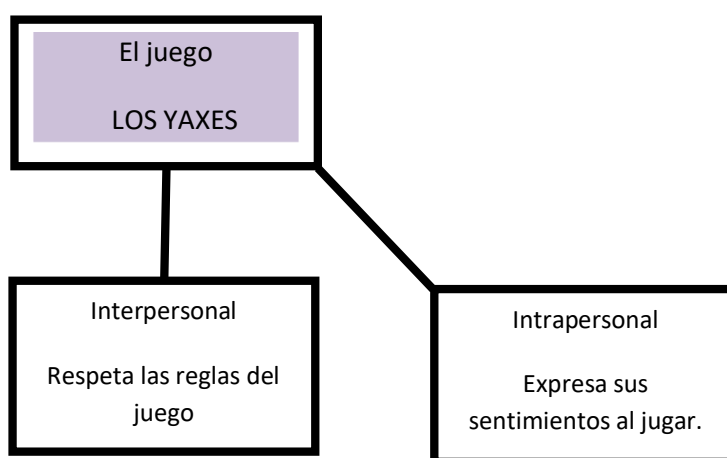 El juego
LOS YAXES
Interpersonal
Respeta las reglas del
juego
Intrapersonal
Expresa sus
sentimientos al jugar.